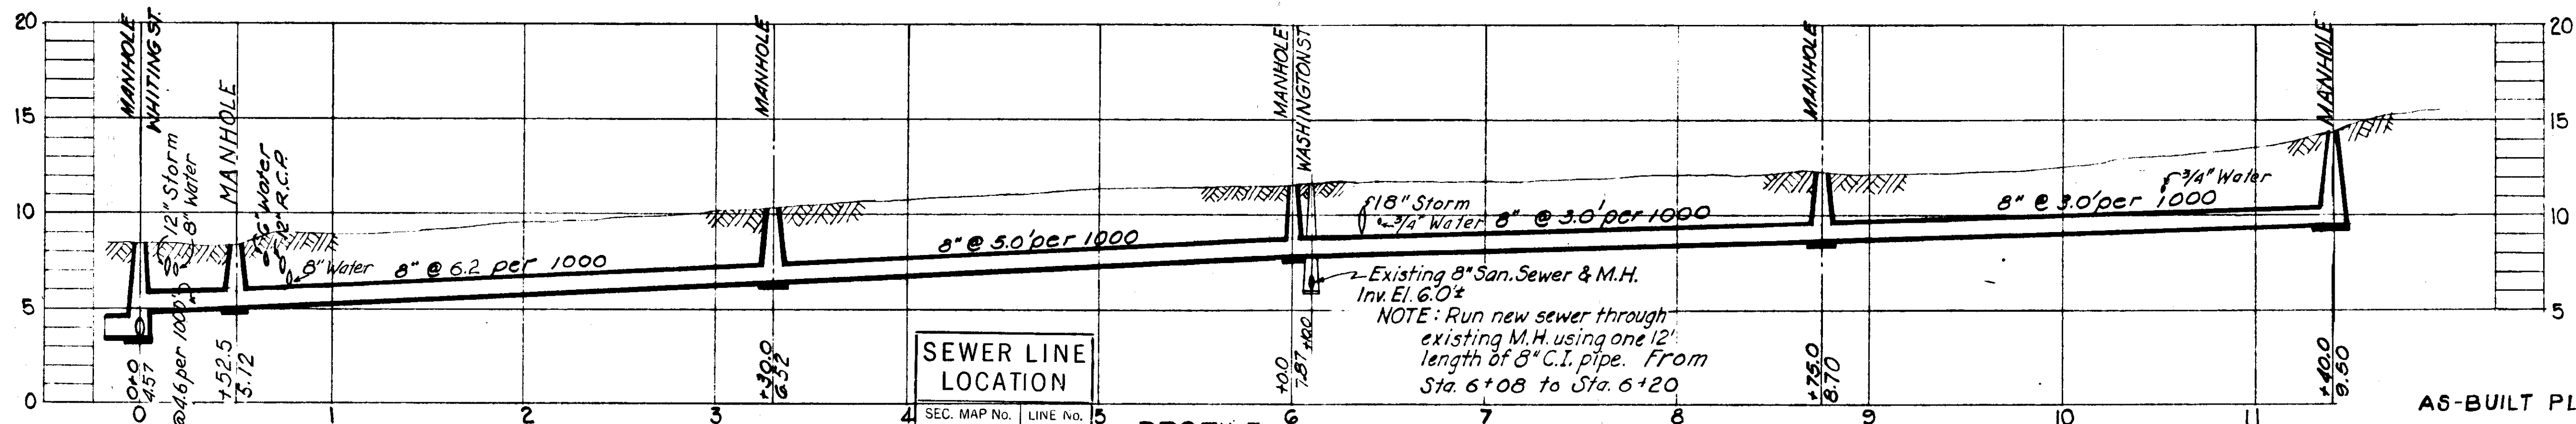 20
15
10
5
0
MANHOLE
WHITING ST.
12" Storm
8" Water
MANHOLE
6" Water
12" R.C.P.
8" Water
8" @ 6.2 per 1000
MANHOLE
8" @ 5.0' per 1000
MANHOLE
WASHINGTON ST
18" Storm
3/4" Water
8" @ 3.0' per 1000
MANHOLE
8" @ 3.0' per 1000
3/4" Water
MANHOLE
20
15
10
5
Existing 8" San. Sewer & M.H.
Inv. El. 6.0'±
NOTE: Run new sewer through
existing M.H. using one 12'
length of 8" C.I. pipe. From
Sta. 6+08 to Sta. 6+20
0+0
4.57
@ 4.6 per 1000'
+52.5
5.12
+30.0
6.52
+0.0
7.87
+10.0
+75.0
8.70
+40.0
9.50
SEWER LINE
LOCATION
SEC. MAP No. LINE No.
0 1 2 3 4 5 6 7 8 9 10 11
AS-BUILT PL